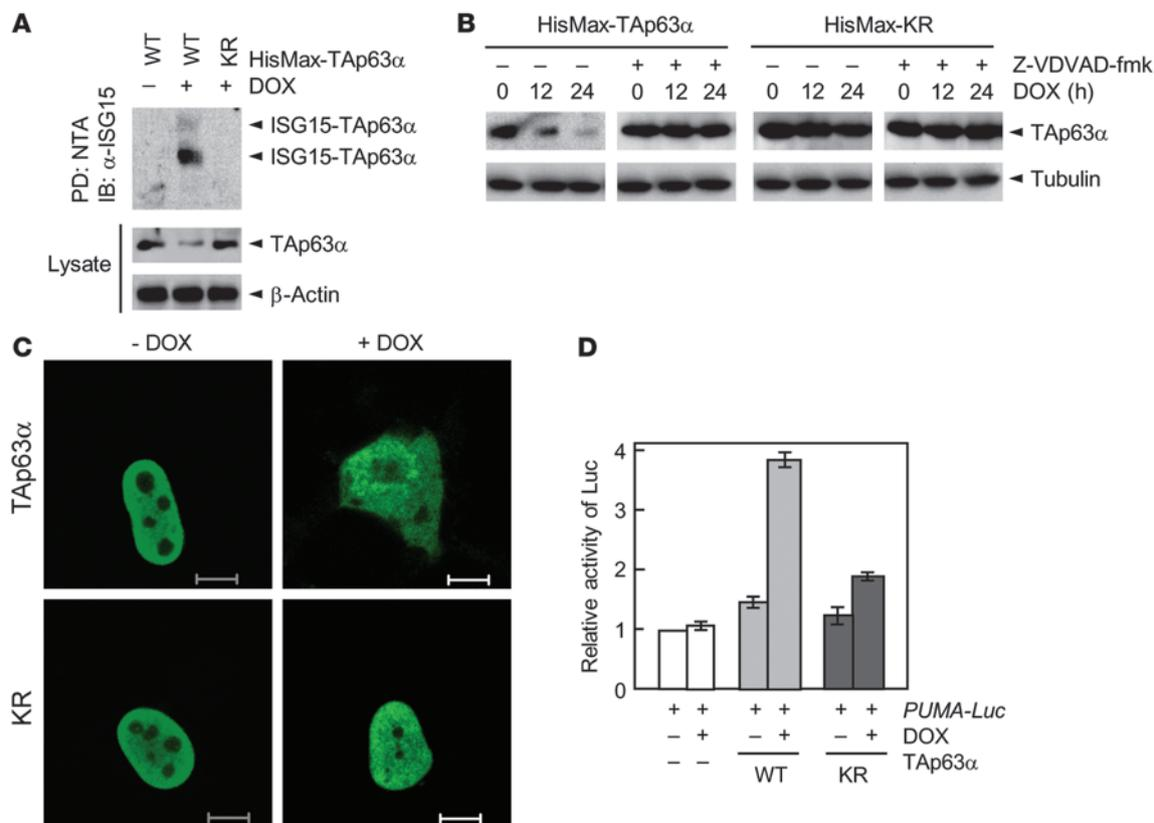 A
WT WT KR HisMax-TAp63α
– + + DOX
PD: NTA
IB: α-ISG15
◄ ISG15-TAp63α
◄ ISG15-TAp63α
Lysate
◄ TAp63α
◄ β-Actin
B
HisMax-TAp63α HisMax-KR
– – – + + + – – – + + + Z-VDVAD-fmk
0 12 24 0 12 24 0 12 24 0 12 24 DOX (h)
◄ TAp63α
◄ Tubulin
C
- DOX + DOX
TAp63α
KR
D
Relative activity of Luc
4
3
2
1
0
+ + + + + + PUMA-Luc
– + – + – + DOX
– – WT KR TAp63α